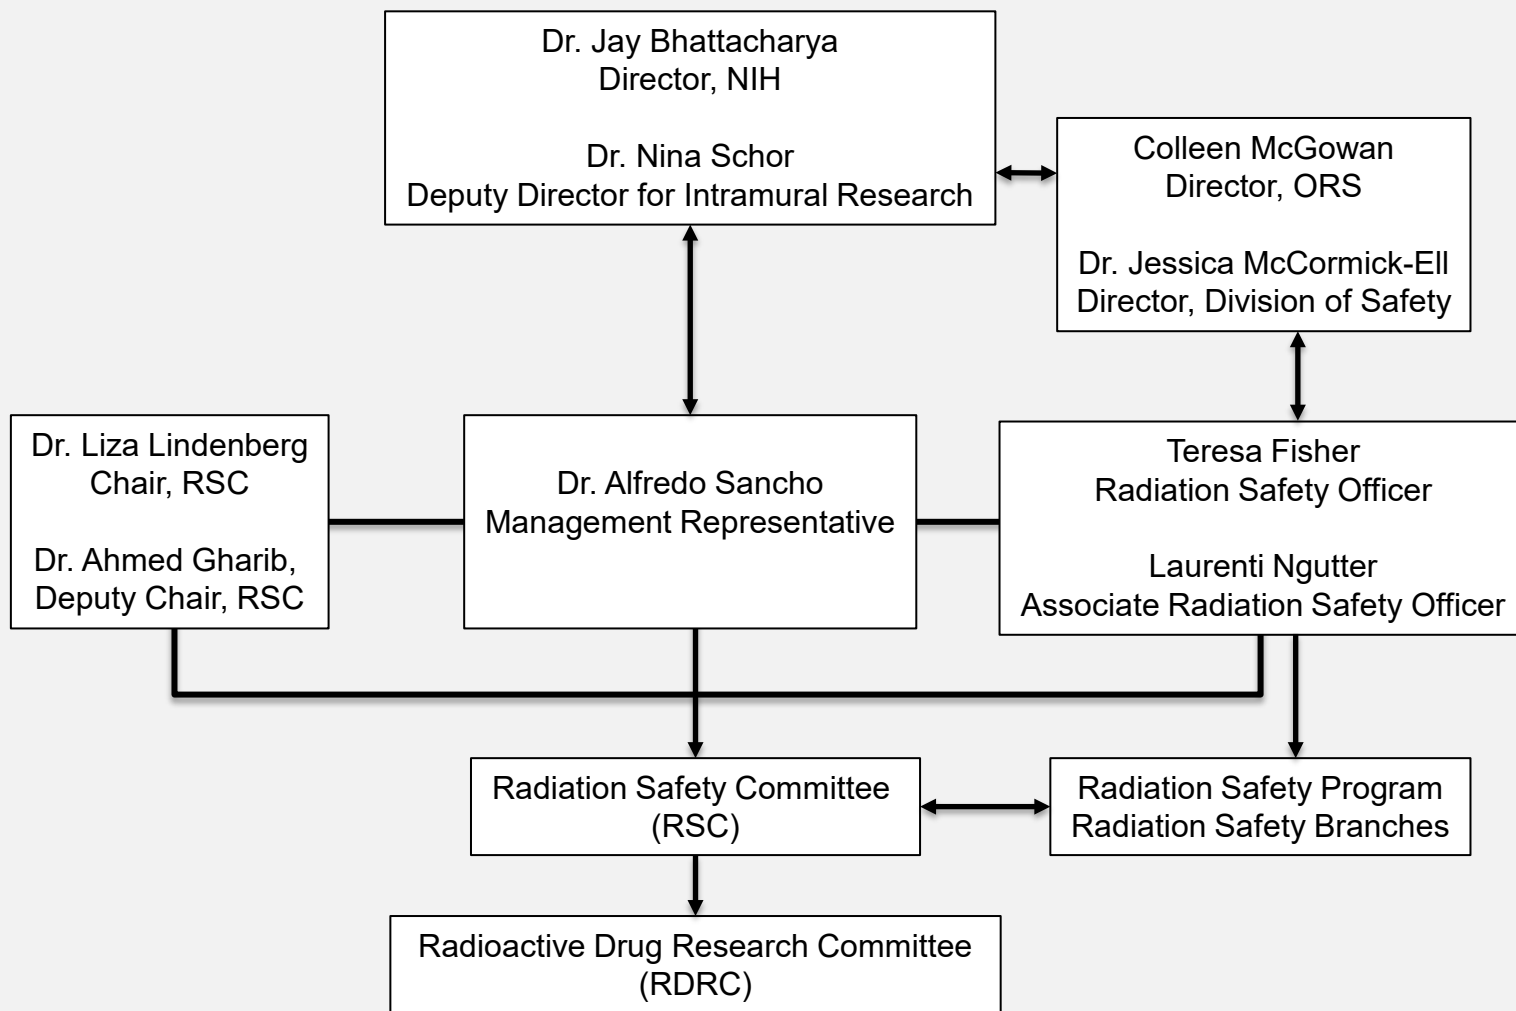 Dr. Jay Bhattacharya
Director, NIH
Dr. Nina Schor
Deputy Director for Intramural Research
Colleen McGowan
Director, ORS
Dr. Jessica McCormick-Ell
Director, Division of Safety
Dr. Liza Lindenberg
Chair, RSC
Dr. Ahmed Gharib,
Deputy Chair, RSC
Dr. Alfredo Sancho
Management Representative
Teresa Fisher
Radiation Safety Officer
Laurenti Ngutter
Associate Radiation Safety Officer
Radiation Safety Committee
(RSC)
Radiation Safety Program
Radiation Safety Branches
Radioactive Drug Research Committee
(RDRC)